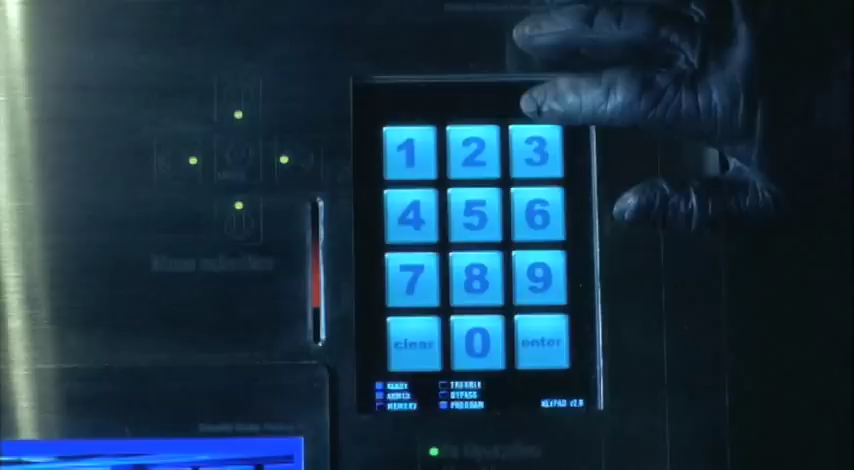 1 2 3
4 5 6
7 8 9
clear 0 enter
READY TROUBLE
ARMED BYPASS
MEMORY PROGRAM
KEYPAD v2.0